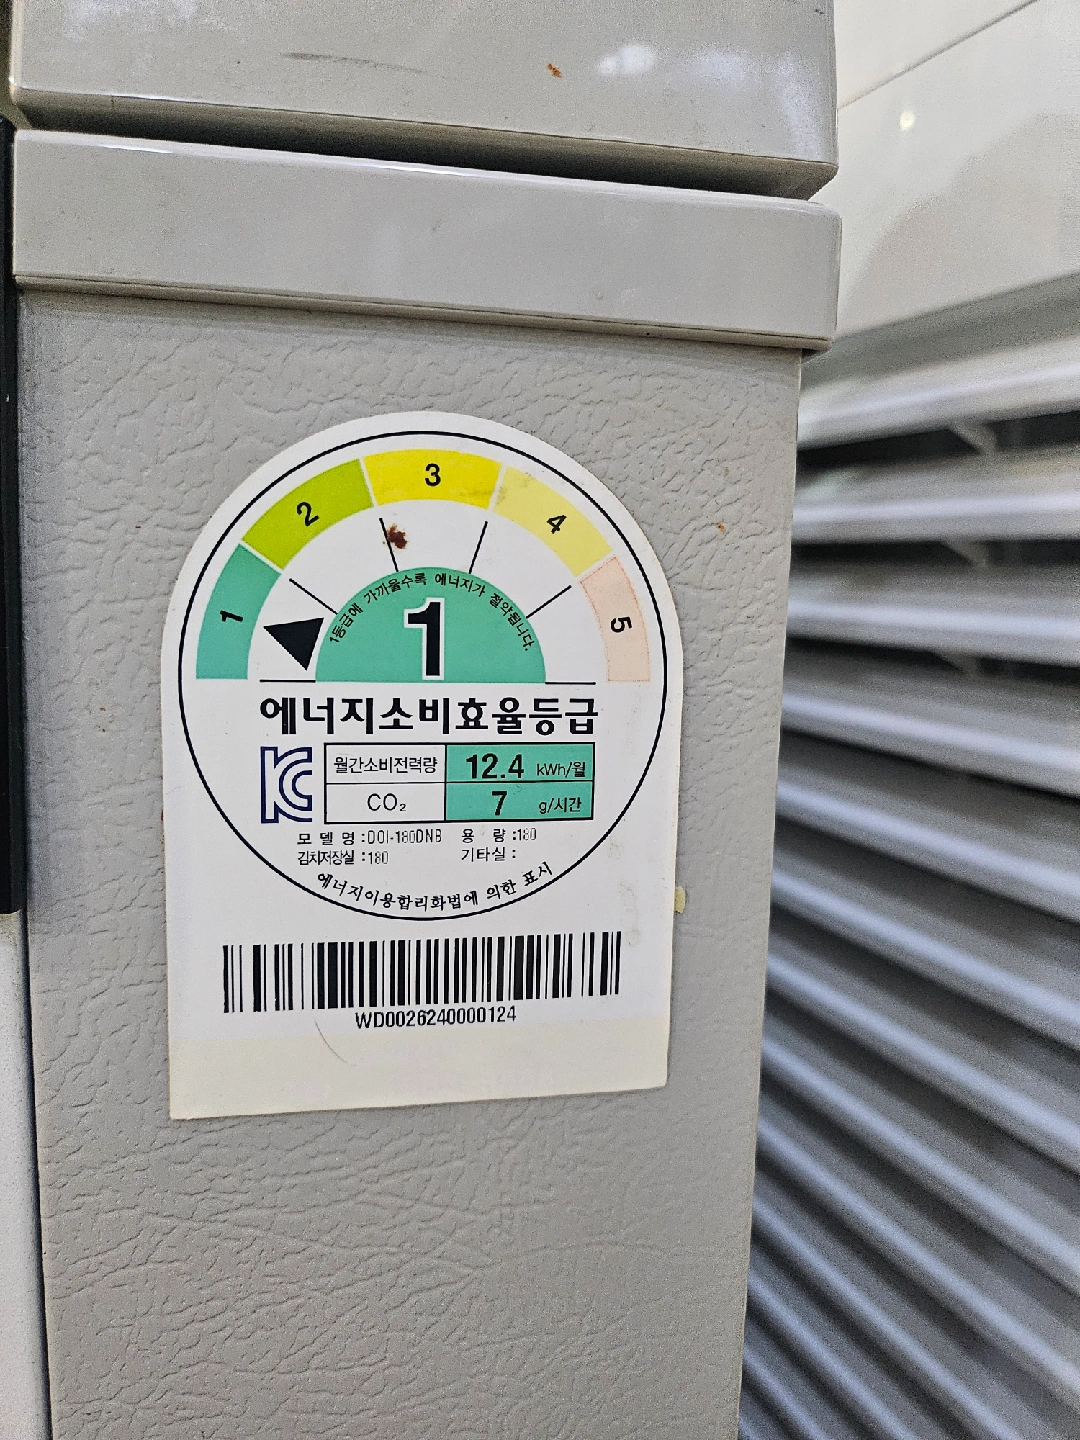 1
2
3
4
5
1등급에 가까울수록 에너지가 절약됩니다.
1
에너지소비효율등급
월간소비전력량 12.4 kWh/월
CO₂ 7 g/시간
모 델 명 :DOI-180DNB 용 량 :180
김치저장실 :180 기타실 :
에너지이용합리화법에 의한 표시
WD0026240000124